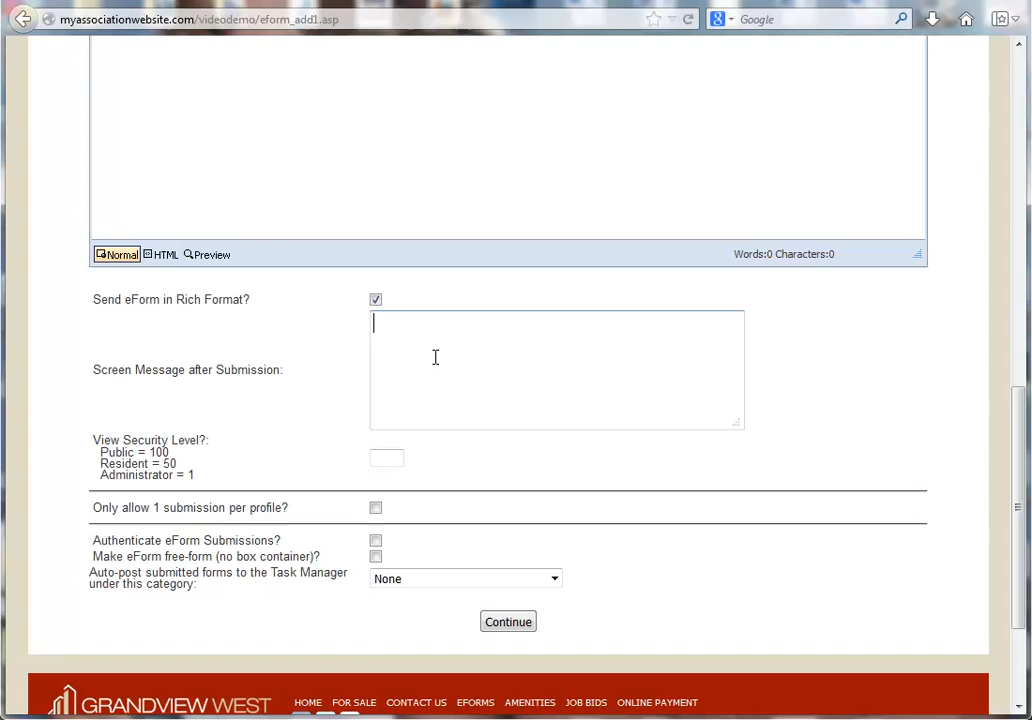 myassociationwebsite.com/videodemo/eform_add1.asp
Google
Normal HTML Preview Words:0 Characters:0
Send eForm in Rich Format?
Screen Message after Submission:
View Security Level?:
Public = 100
Resident = 50
Administrator = 1
Only allow 1 submission per profile?
Authenticate eForm Submissions?
Make eForm free-form (no box container)?
Auto-post submitted forms to the Task Manager
under this category:
None
Continue
GRANDVIEW WEST
HOME FOR SALE CONTACT US EFORMS AMENITIES JOB BIDS ONLINE PAYMENT